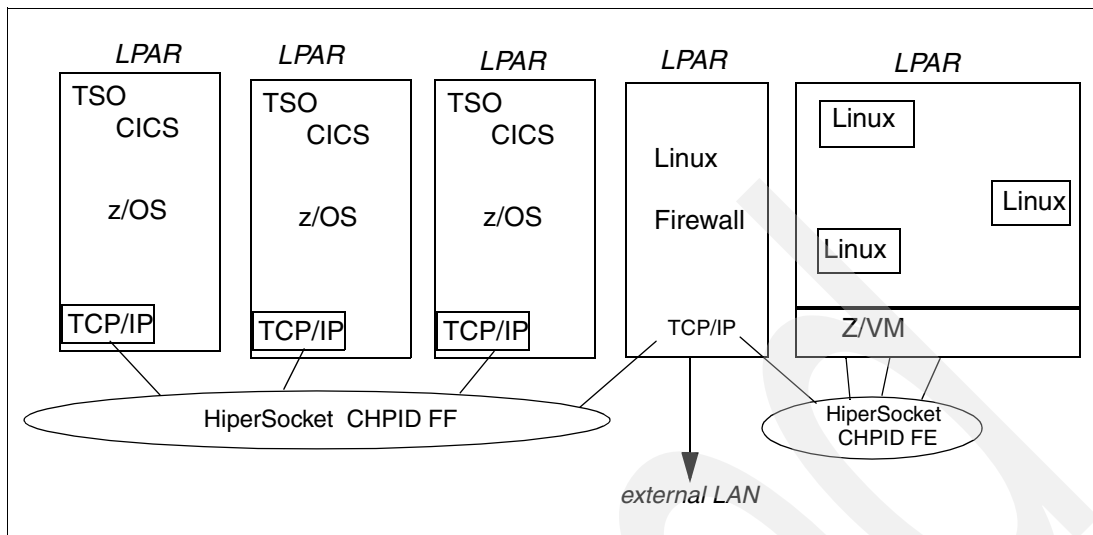 LPAR
TSO
CICS
z/OS
TCP/IP
LPAR
TSO
CICS
z/OS
TCP/IP
LPAR
TSO
CICS
z/OS
TCP/IP
LPAR
Linux
Firewall
TCP/IP
LPAR
Linux
Linux
Linux
Z/VM
HiperSocket CHPID FF
HiperSocket
CHPID FE
external LAN